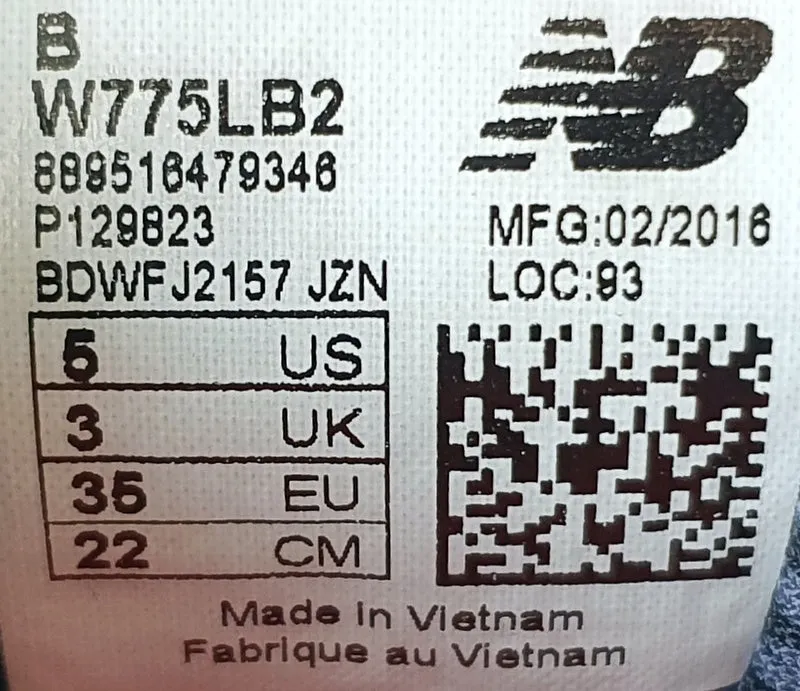 B
W775LB2
889516479346
P129823
BDWFJ2157 JZN
NB
MFG:02/2016
LOC:93
5 US
3 UK
35 EU
22 CM
Made in Vietnam
Fabrique au Vietnam